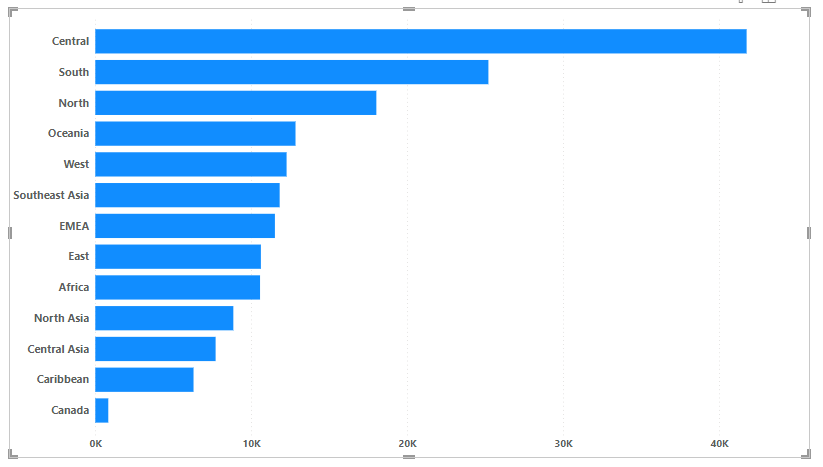 Central
South
North
Oceania
West
Southeast Asia
EMEA
East
Africa
North Asia
Central Asia
Caribbean
Canada
0K 10K 20K 30K 40K